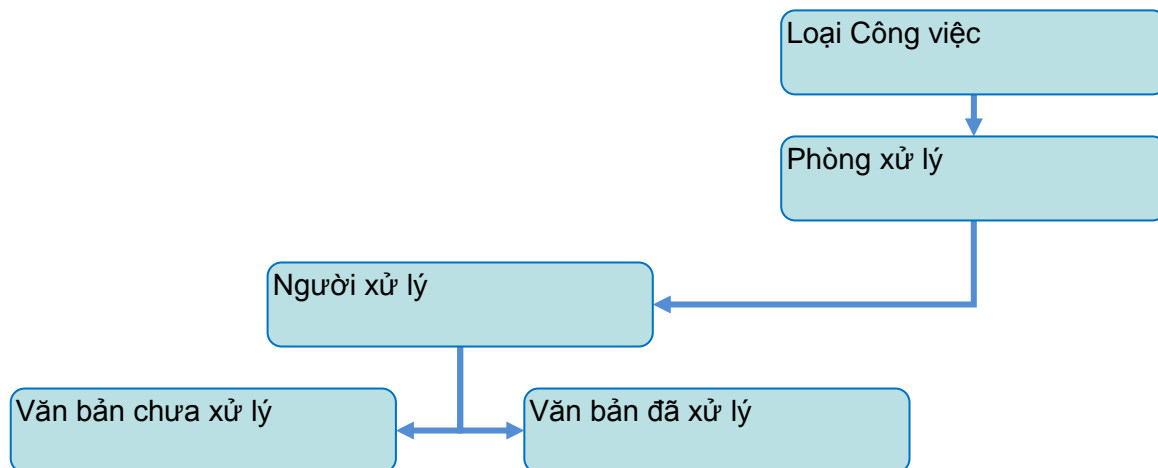 Loại Công việc
Phòng xử lý
Người xử lý
Văn bản chưa xử lý
Văn bản đã xử lý